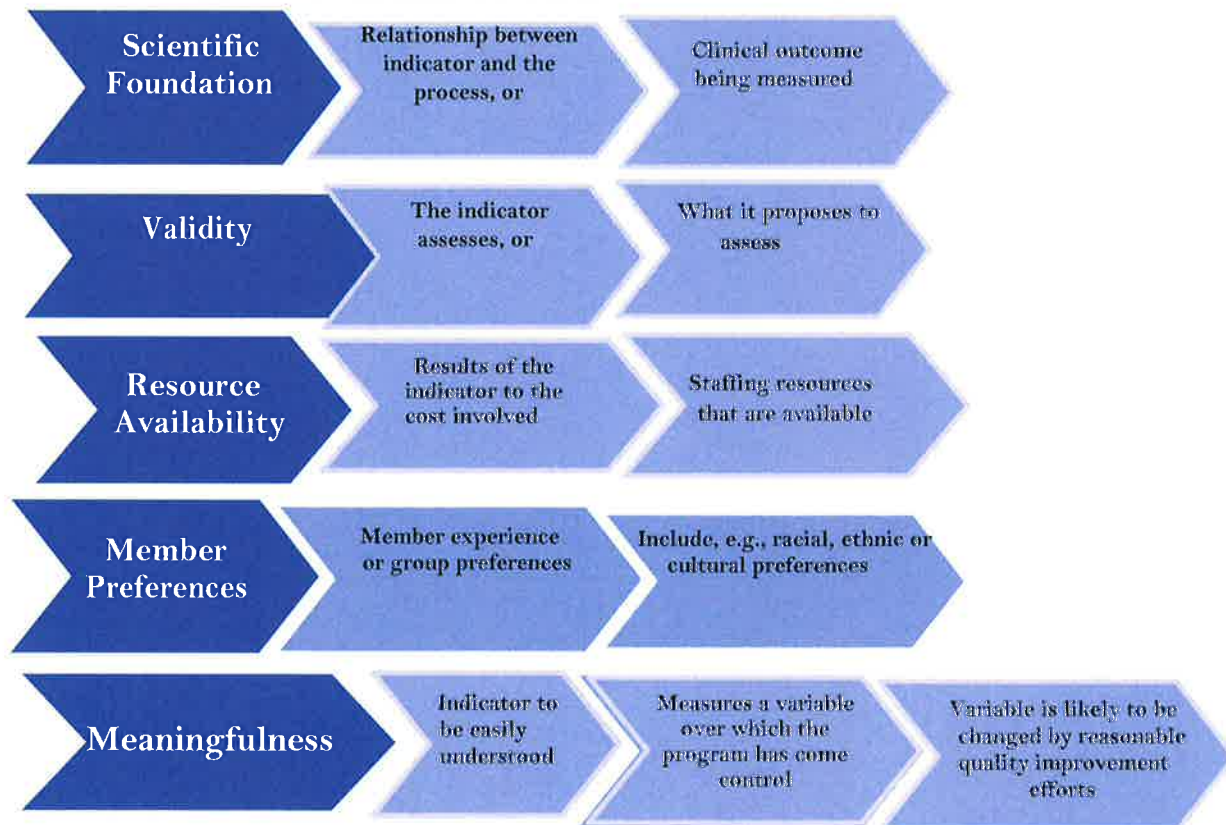 Scientific
Foundation
Relationship between
indicator and the
process, or
Clinical outcome
being measured
Validity
The indicator
assesses, or
What it proposes to
assess
Resource
Availability
Results of the
indicator to the
cost involved
Staffing resources
that are available
Member
Preferences
Member experience
or group preferences
Include, e.g., racial, ethnic or
cultural preferences
Meaningfulness
Indicator to
be easily
understood
Measures a variable
over which the
program has come
control
Variable is likely to be
changed by reasonable
quality improvement
efforts